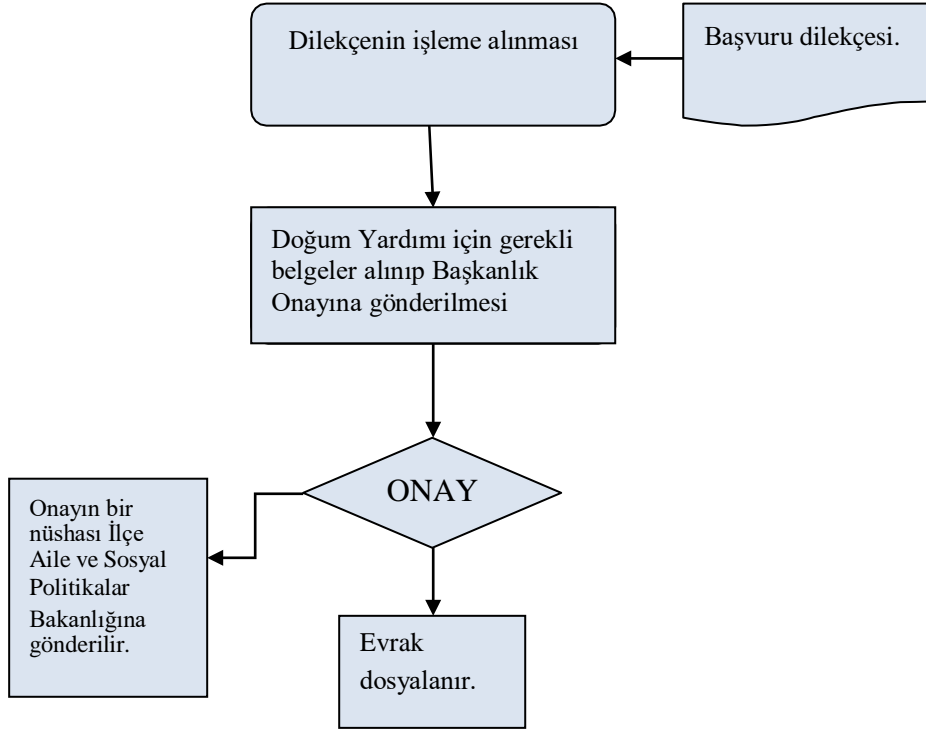 Dilekçenin işleme alınması
Başvuru dilekçesi.
Doğum Yardımı için gerekli
belgeler alınıp Başkanlık
Onayına gönderilmesi
ONAY
Onayın bir
nüshası İlçe
Aile ve Sosyal
Politikalar
Bakanlığına
gönderilir.
Evrak
dosyalanır.